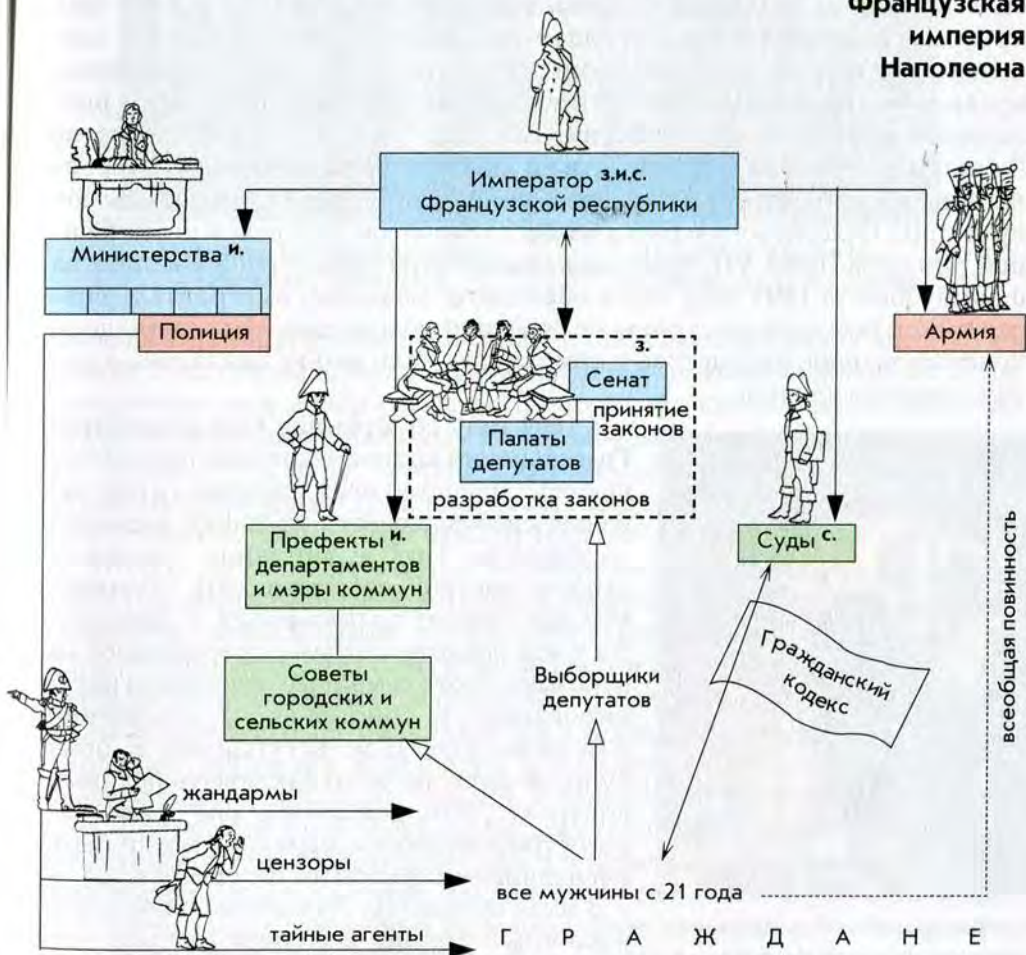 Французская
империя
Наполеона
Император з.и.с.
Французской республики
Министерства и.
Полиция
Армия
з.
Сенат
принятие
законов
Палаты
депутатов
разработка законов
Префекты и.
департаментов
и мэры коммун
Суды с.
Советы
городских и
сельских коммун
Выборщики
депутатов
Гражданский
кодекс
всеобщая повинность
жандармы
цензоры
все мужчины с 21 года
тайные агенты
Г Р А Ж Д А Н Е